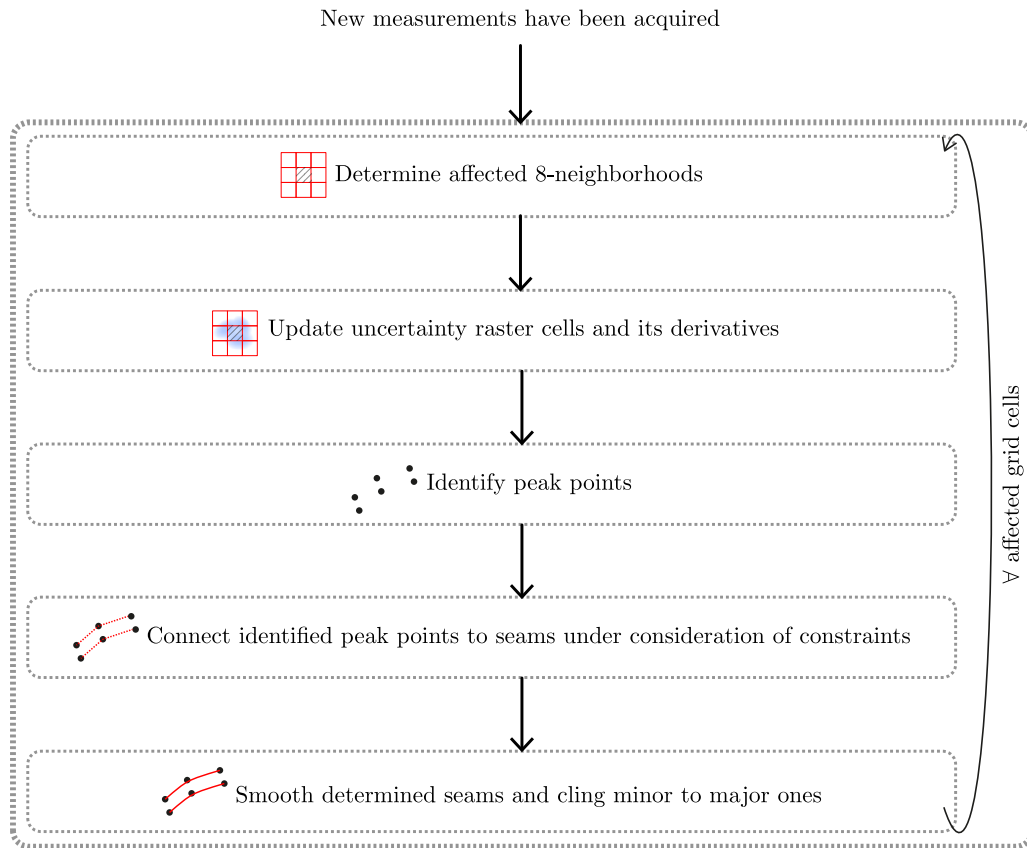 New measurements have been acquired
Determine affected 8-neighborhoods
Update uncertainty raster cells and its derivatives
Identify peak points
Connect identified peak points to seams under consideration of constraints
Smooth determined seams and cling minor to major ones
∀ affected grid cells